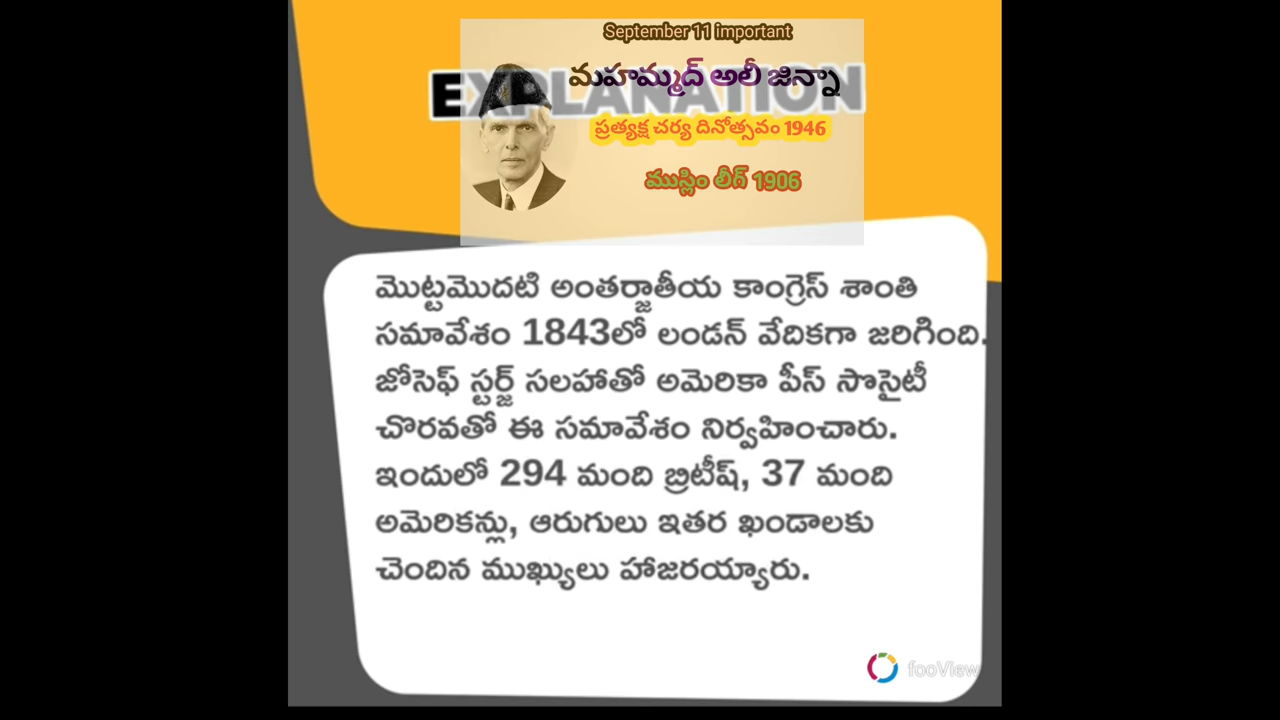 September 11 important
మహమ్మద్ అలీ జిన్నా
EXPLANATION
ప్రత్యక్ష చర్య దినోత్సవం 1946
ముస్లిం లీగ్ 1906
మొట్టమొదటి అంతర్జాతీయ కాంగ్రెస్ శాంతి
సమావేశం 1843లో లండన్ వేదికగా జరిగింది.
జోసెఫ్ స్టర్జ్ సలహాతో అమెరికా పీస్ సొసైటీ
చొరవతో ఈ సమావేశం నిర్వహించారు.
ఇందులో 294 మంది బ్రిటీష్, 37 మంది
అమెరికన్లు, ఆరుగులు ఇతర ఖండాలకు
చెందిన ముఖ్యులు హాజరయ్యారు.
fooView